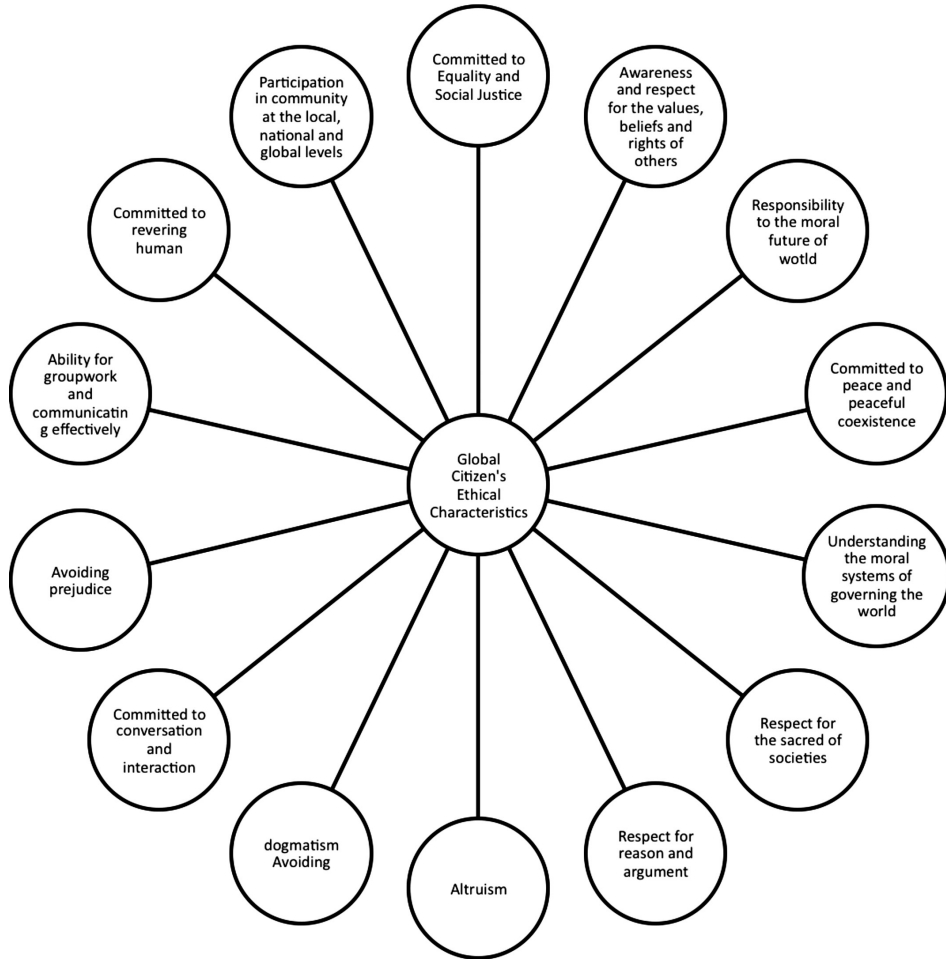 Committed to
Equality and
Social Justice
Awareness
and respect
for the values,
beliefs and
rights of
others
Responsibility
to the moral
future of
wotld
Committed to
peace and
peaceful
coexistence
Understanding
the moral
systems of
governing the
world
Respect for
the sacred of
societies
Respect for
reason and
argument
Altruism
dogmatism
Avoiding
Committed to
conversation
and
interaction
Avoiding
prejudice
Ability for
groupwork
and
communicatin
g effectively
Committed to
revering
human
Participation
in community
at the local,
national and
global levels
Global
Citizen's
Ethical
Characteristics